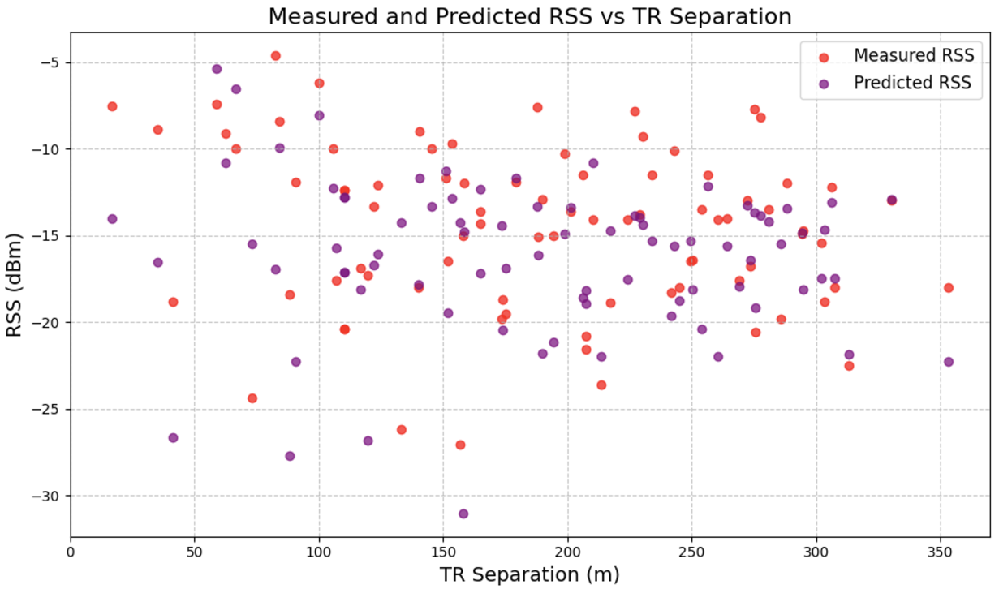 Measured and Predicted RSS vs TR Separation
Measured RSS
Predicted RSS
RSS (dBm)
−5
−10
−15
−20
−25
−30
0 50 100 150 200 250 300 350
TR Separation (m)